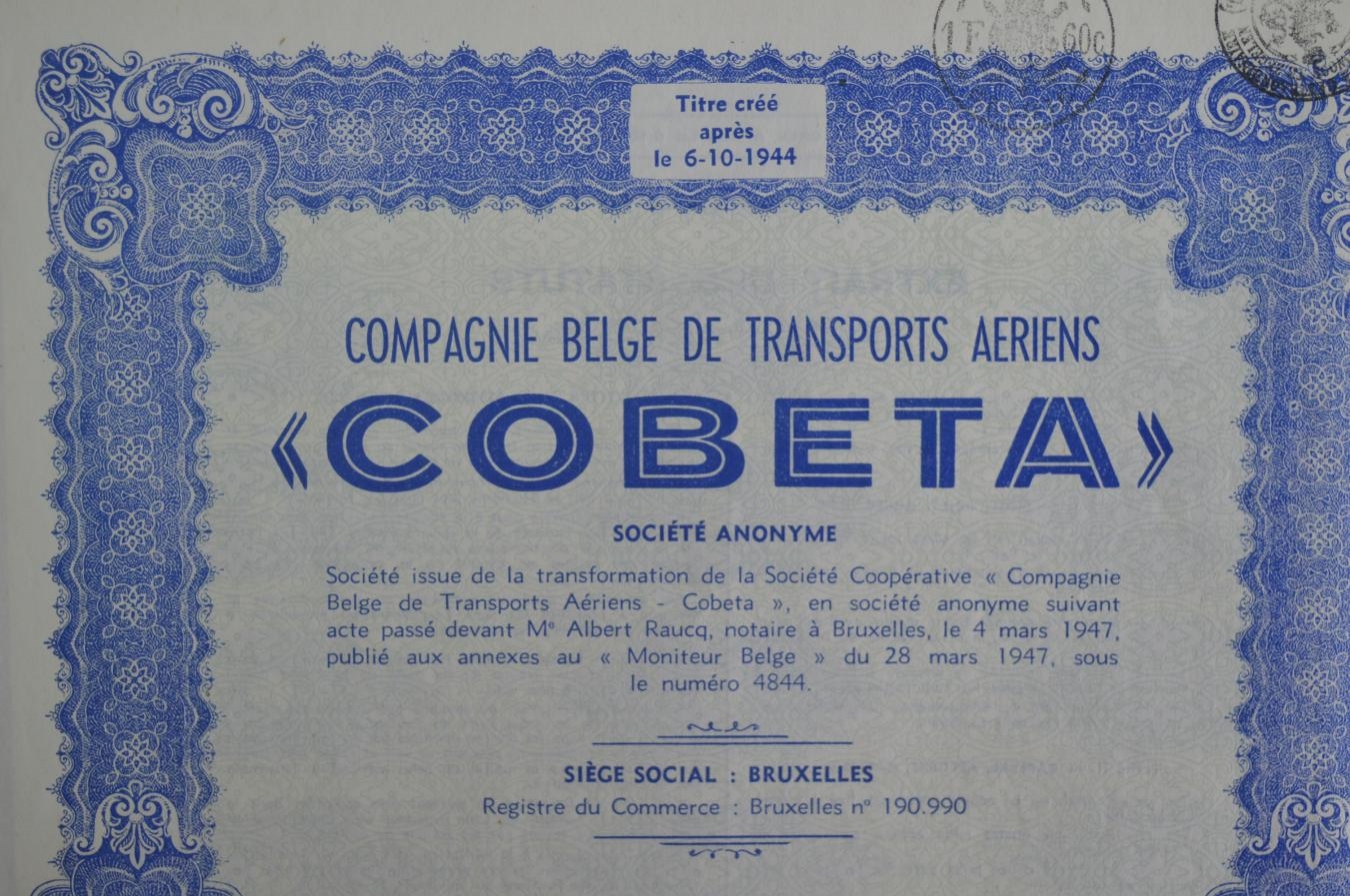 1F 60c
Titre créé
après
le 6-10-1944
COMPAGNIE BELGE DE TRANSPORTS AERIENS
« COBETA »
SOCIÉTÉ ANONYME
Société issue de la transformation de la Société Coopérative « Compagnie
Belge de Transports Aériens - Cobeta », en société anonyme suivant
acte passé devant Mᵉ Albert Raucq, notaire à Bruxelles, le 4 mars 1947,
publié aux annexes au « Moniteur Belge » du 28 mars 1947, sous
le numéro 4844.
SIÈGE SOCIAL : BRUXELLES
Registre du Commerce : Bruxelles nº 190.990